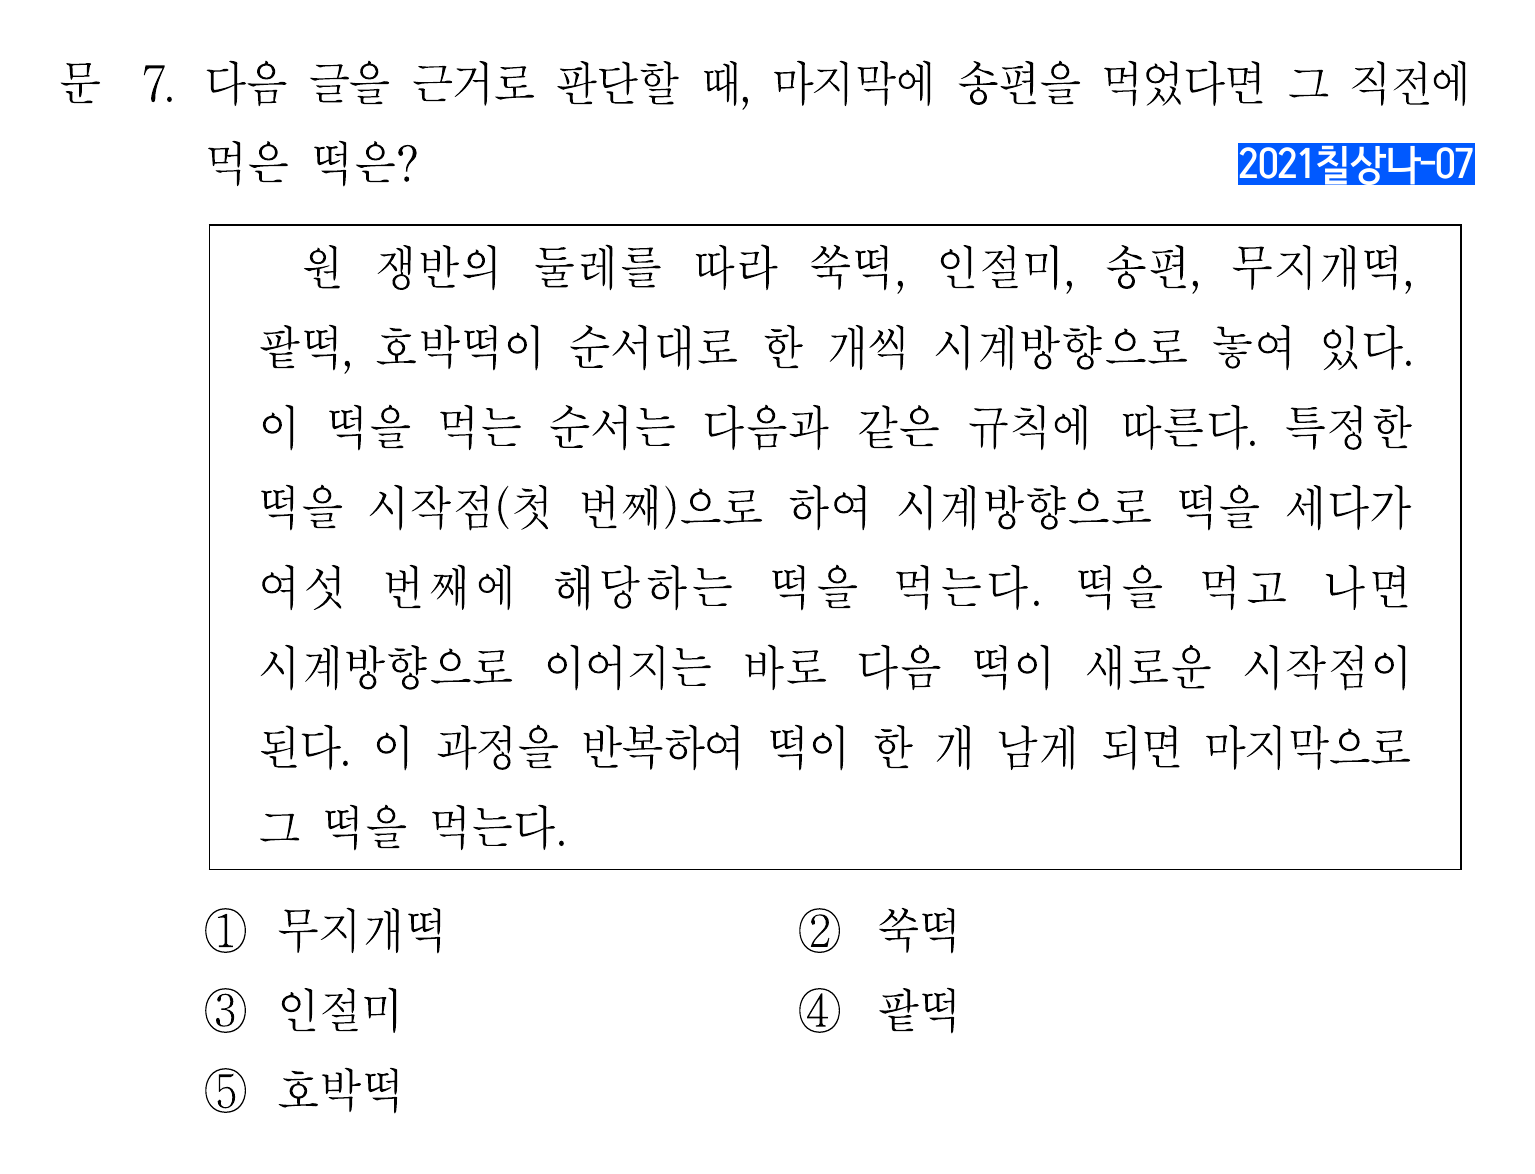 문 7. 다음 글을 근거로 판단할 때, 마지막에 송편을 먹었다면 그 직전에
먹은 떡은?
2021칠상나-07
원 쟁반의 둘레를 따라 쑥떡, 인절미, 송편, 무지개떡,
팥떡, 호박떡이 순서대로 한 개씩 시계방향으로 놓여 있다.
이 떡을 먹는 순서는 다음과 같은 규칙에 따른다. 특정한
떡을 시작점(첫 번째)으로 하여 시계방향으로 떡을 세다가
여섯 번째에 해당하는 떡을 먹는다. 떡을 먹고 나면
시계방향으로 이어지는 바로 다음 떡이 새로운 시작점이
된다. 이 과정을 반복하여 떡이 한 개 남게 되면 마지막으로
그 떡을 먹는다.
① 무지개떡 ② 쑥떡
③ 인절미 ④ 팥떡
⑤ 호박떡